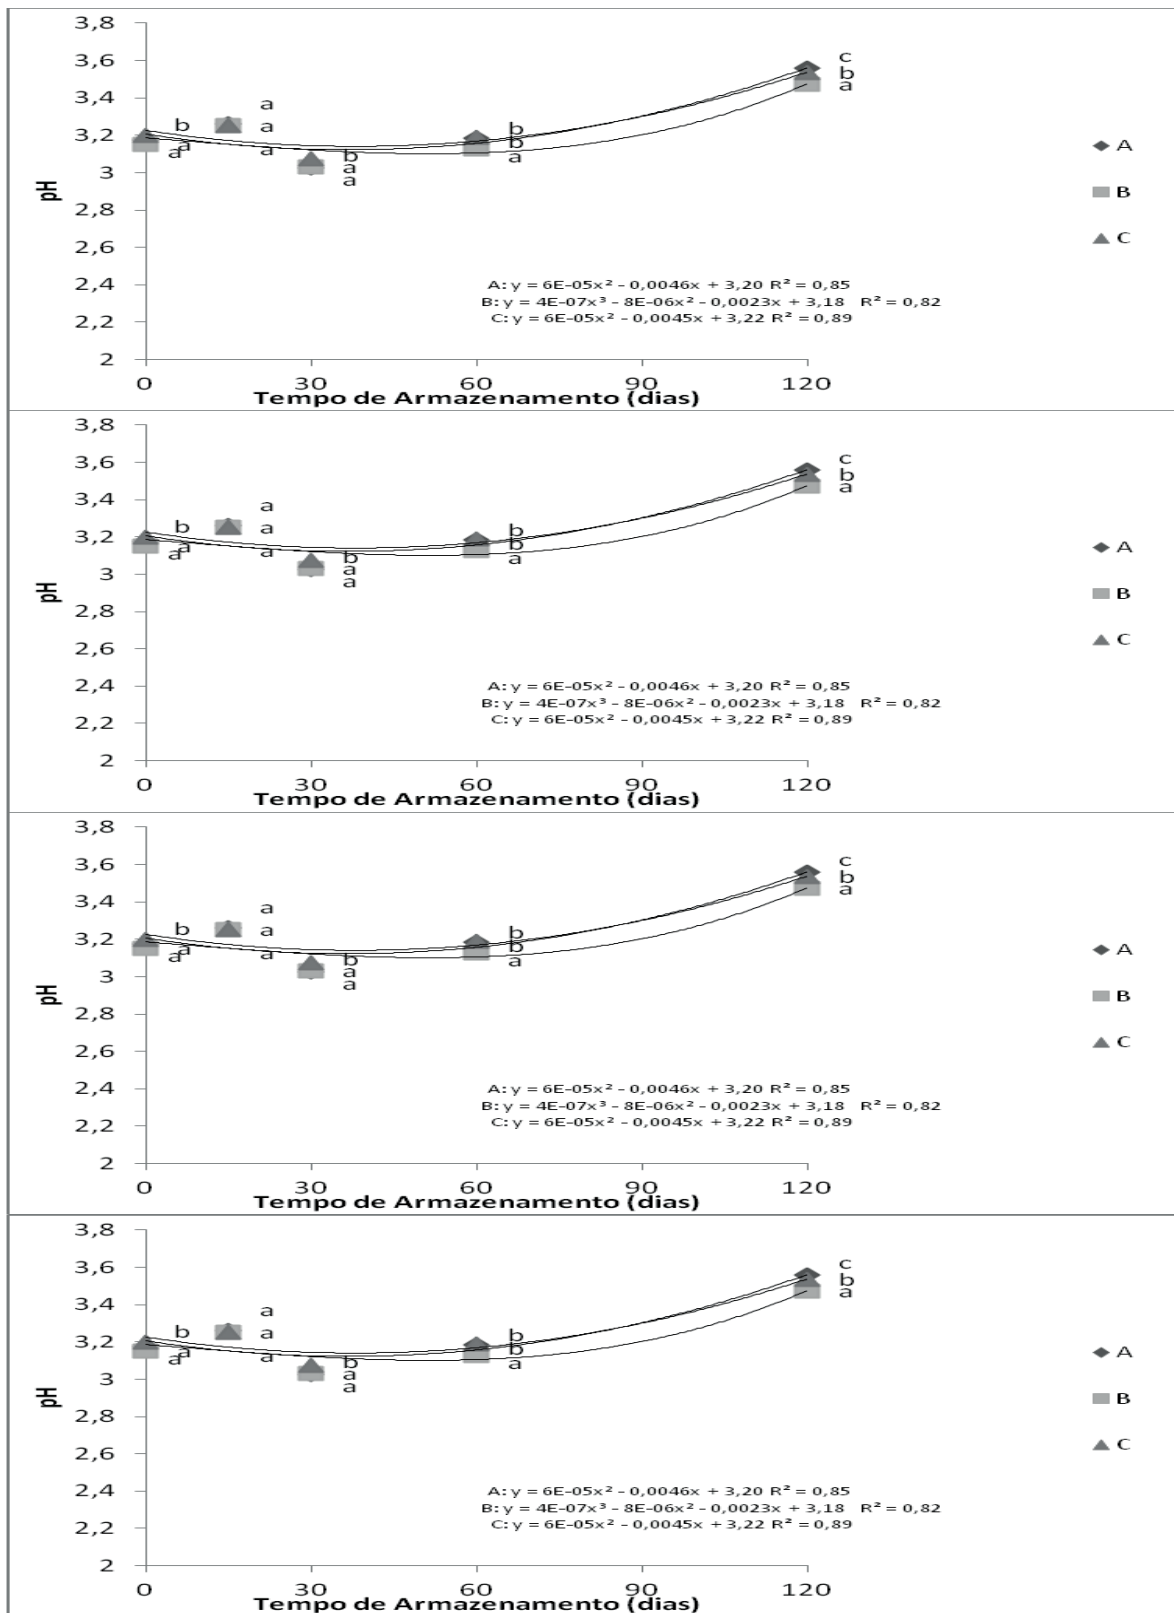 3,8
3,6
3,4
3,2
3
2,8
2,6
2,4
2,2
2
pH
b
a
a
a
a
a
b
a
a
b
b
a
c
b
a
A
B
C
A: y = 6E-05x² - 0,0046x + 3,20 R² = 0,85
B: y = 4E-07x³ - 8E-06x² - 0,0023x + 3,18 R² = 0,82
C: y = 6E-05x² - 0,0045x + 3,22 R² = 0,89
0 30 60 90 120
Tempo de Armazenamento (dias)
3,8
3,6
3,4
3,2
3
2,8
2,6
2,4
2,2
2
pH
b
a
a
a
a
a
b
a
a
b
b
a
c
b
a
A
B
C
A: y = 6E-05x² - 0,0046x + 3,20 R² = 0,85
B: y = 4E-07x³ - 8E-06x² - 0,0023x + 3,18 R² = 0,82
C: y = 6E-05x² - 0,0045x + 3,22 R² = 0,89
0 30 60 90 120
Tempo de Armazenamento (dias)
3,8
3,6
3,4
3,2
3
2,8
2,6
2,4
2,2
2
pH
b
a
a
a
a
a
b
a
a
b
b
a
c
b
a
A
B
C
A: y = 6E-05x² - 0,0046x + 3,20 R² = 0,85
B: y = 4E-07x³ - 8E-06x² - 0,0023x + 3,18 R² = 0,82
C: y = 6E-05x² - 0,0045x + 3,22 R² = 0,89
0 30 60 90 120
Tempo de Armazenamento (dias)
3,8
3,6
3,4
3,2
3
2,8
2,6
2,4
2,2
2
pH
b
a
a
a
a
a
b
a
a
b
b
a
c
b
a
A
B
C
A: y = 6E-05x² - 0,0046x + 3,20 R² = 0,85
B: y = 4E-07x³ - 8E-06x² - 0,0023x + 3,18 R² = 0,82
C: y = 6E-05x² - 0,0045x + 3,22 R² = 0,89
0 30 60 90 120
Tempo de Armazenamento (dias)